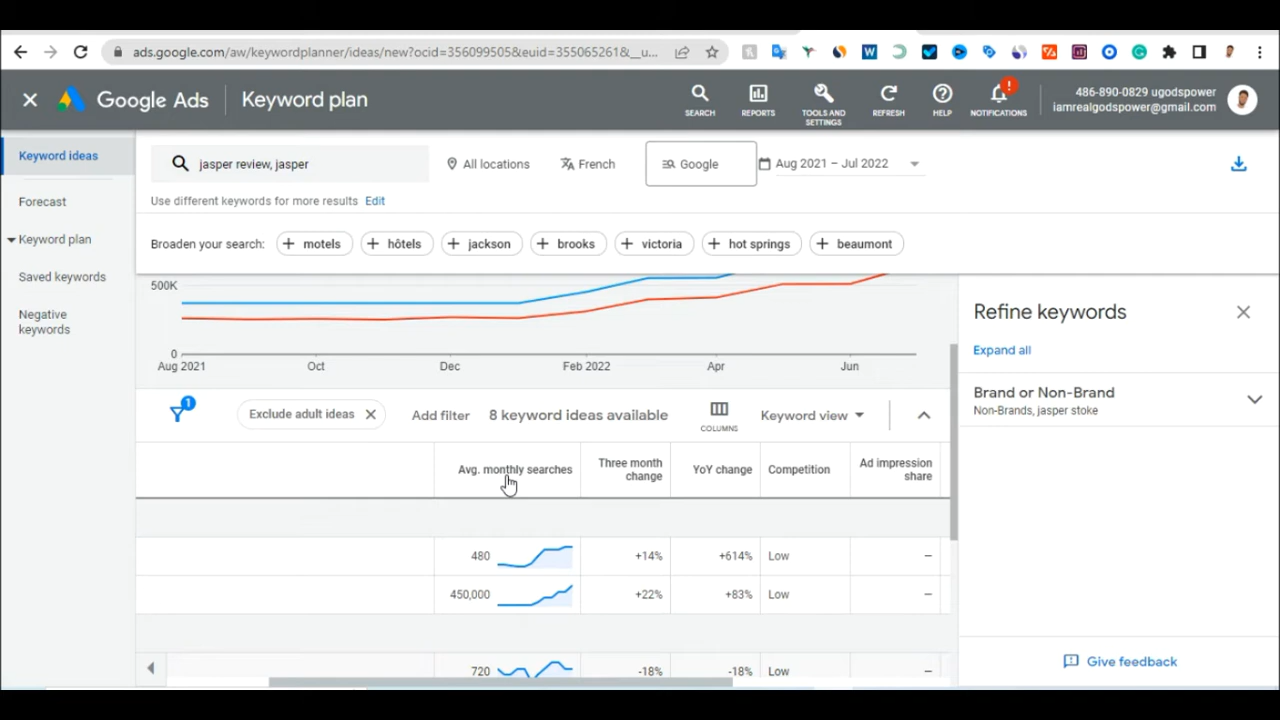 ads.google.com/aw/keywordplanner/ideas/new?ocid=356099505&euid=355065261&__u...
Google Ads
Keyword plan
SEARCH
REPORTS
TOOLS AND
SETTINGS
REFRESH
HELP
!
NOTIFICATIONS
486-890-0829 ugodspower
iamrealgodspower@gmail.com
Keyword ideas
Forecast
Keyword plan
Saved keywords
Negative
keywords
jasper review, jasper
All locations
French
Google
Aug 2021 – Jul 2022
Use different keywords for more results Edit
Broaden your search: + motels + hôtels + jackson + brooks + victoria + hot springs + beaumont
500K
0
Aug 2021 Oct Dec Feb 2022 Apr Jun
1
Exclude adult ideas
Add filter
8 keyword ideas available
COLUMNS
Keyword view
Avg. monthly searches
Three month
change
YoY change
Competition
Ad impression
share
480 +14% +614% Low –
450,000 +22% +83% Low –
720 -18% -18% Low –
Refine keywords
Expand all
Brand or Non-Brand
Non-Brands, jasper stoke
Give feedback